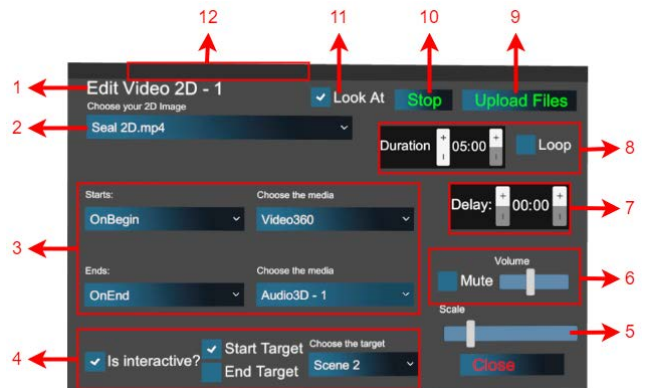 12
11
10
9
1
Edit Video 2D - 1
Choose your 2D Image
Look At
Stop
Upload Files
2
Seal 2D.mp4
Duration
+
05:00
+
Loop
8
3
Starts:
OnBegin
Choose the media
Video360
Delay:
+
00:00
+
7
Ends:
OnEnd
Choose the media
Audio3D - 1
Volume
Mute
6
Scale
5
4
Is interactive?
Start Target
End Target
Choose the target
Scene 2
Close